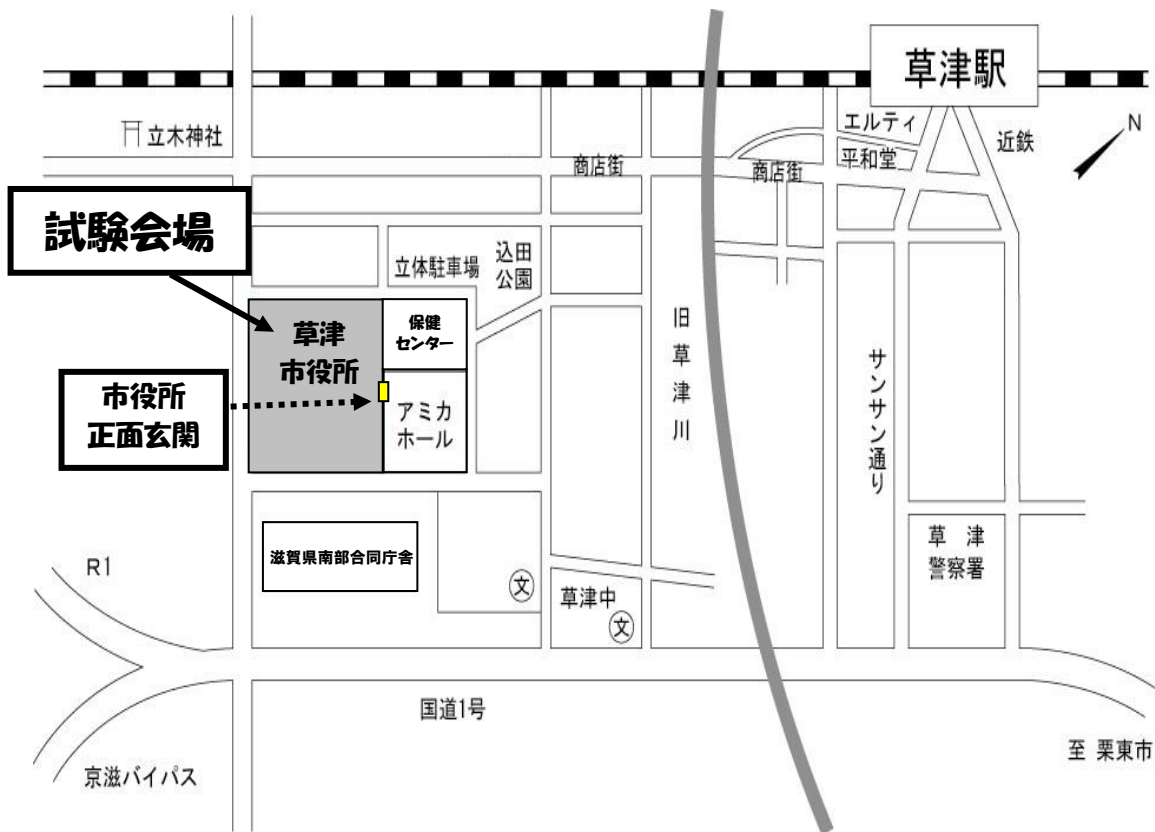 草津駅
エルティ
近鉄
N
立木神社
商店街
商店街
平和堂
試験会場
立体駐車場
込田
公園
草津
市役所
保健
センター
旧草津川
サンサン通り
市役所
正面玄関
アミカ
ホール
滋賀県南部合同庁舎
草津
警察署
R1
文
草津中
文
国道1号
至 栗東市
京滋バイパス